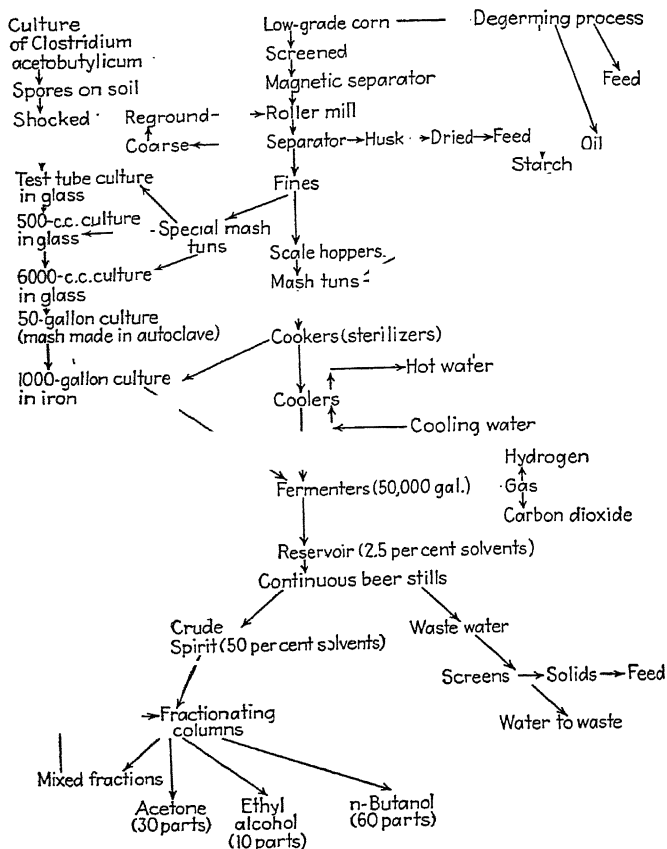 Culture
of Clostridium
acetobutylicum
Spores on soil
Shocked
Low-grade corn
Degerming process
Screened
Magnetic separator
Feed
Reground
Roller mill
Coarse
Separator
Husk
Dried
Feed
Oil
Starch
Test tube culture
in glass
Fines
500-c.c. culture
in glass
Special mash
tuns
Scale hoppers
6000-c.c. culture
in glass
Mash tuns
50-gallon culture
(mash made in autoclave)
Cookers (sterilizers)
1000-gallon culture
in iron
Hot water
Coolers
Cooling water
Hydrogen
Fermenters (50,000 gal.)
Gas
Carbon dioxide
Reservoir (2.5 per cent solvents)
Continuous beer stills
Crude
Spirit (50 per cent solvents)
Waste water
Screens
Solids
Feed
Water to waste
Fractionating
columns
Mixed fractions
Acetone
(30 parts)
Ethyl
alcohol
(10 parts)
n-Butanol
(60 parts)